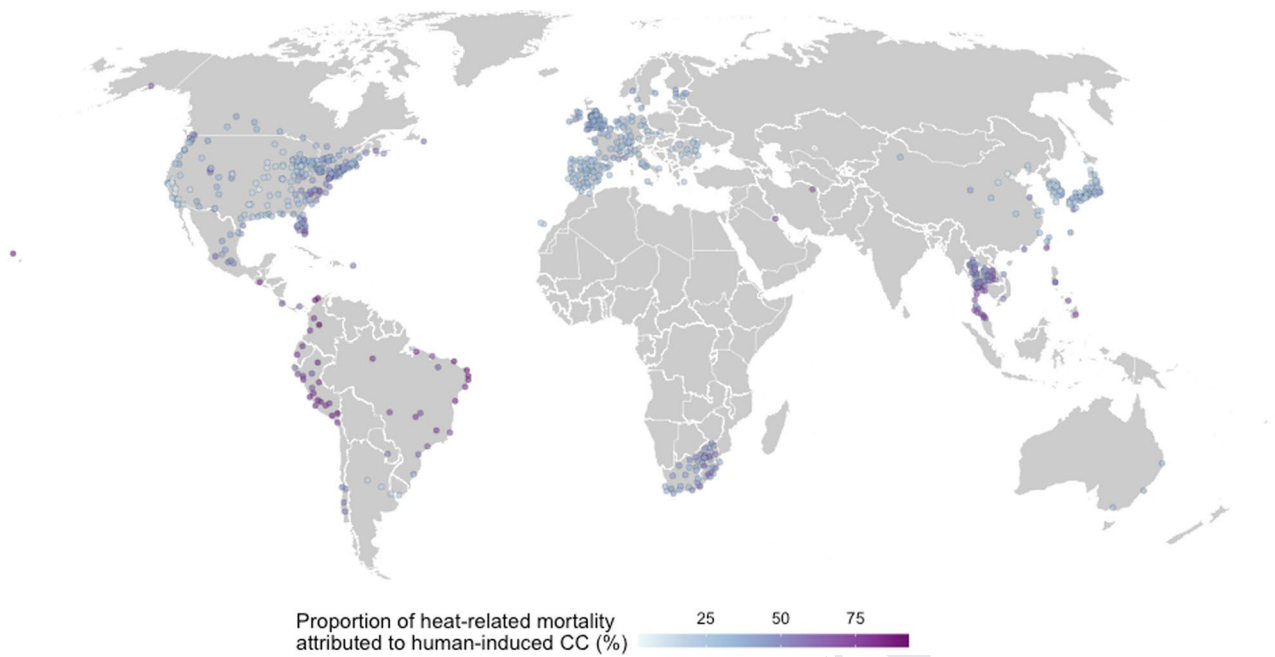 Proportion of heat-related mortality
attributed to human-induced CC (%)
25 50 75